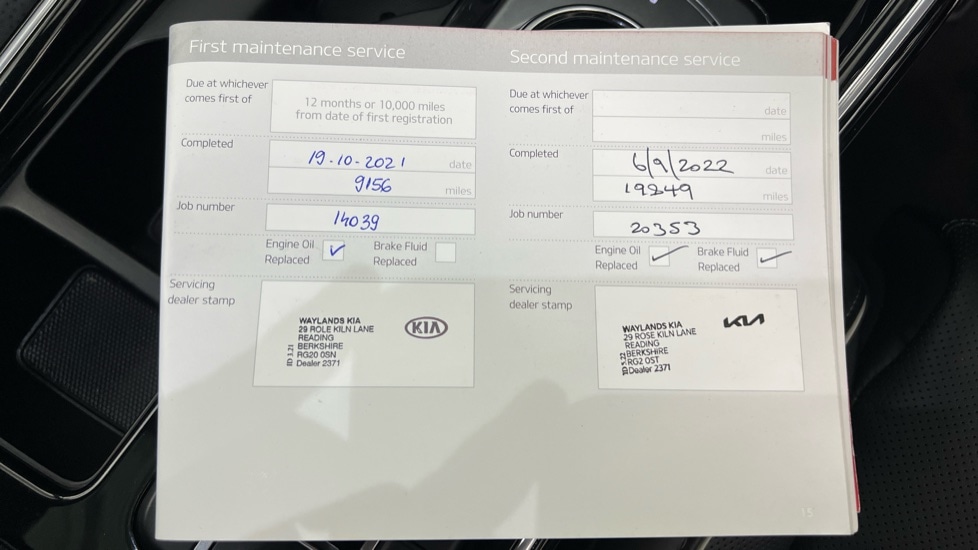 First maintenance service
Due at whichever
comes first of
12 months or 10,000 miles
from date of first registration
Completed
19-10-2021 date
9156 miles
Job number
14039
Engine Oil
Replaced
Brake Fluid
Replaced
Servicing
dealer stamp
WAYLANDS KIA
29 ROLE KILN LANE
READING
BERKSHIRE
RG20 0SN
Dealer 2371
ID 121
KIA
Second maintenance service
Due at whichever
comes first of
date
miles
Completed
6/9/2022 date
19849 miles
Job number
20353
Engine Oil
Replaced
Brake Fluid
Replaced
Servicing
dealer stamp
WAYLANDS KIA
29 ROSE KILN LANE
READING
BERKSHIRE
RG2 0ST
Dealer 2371
KIA
15